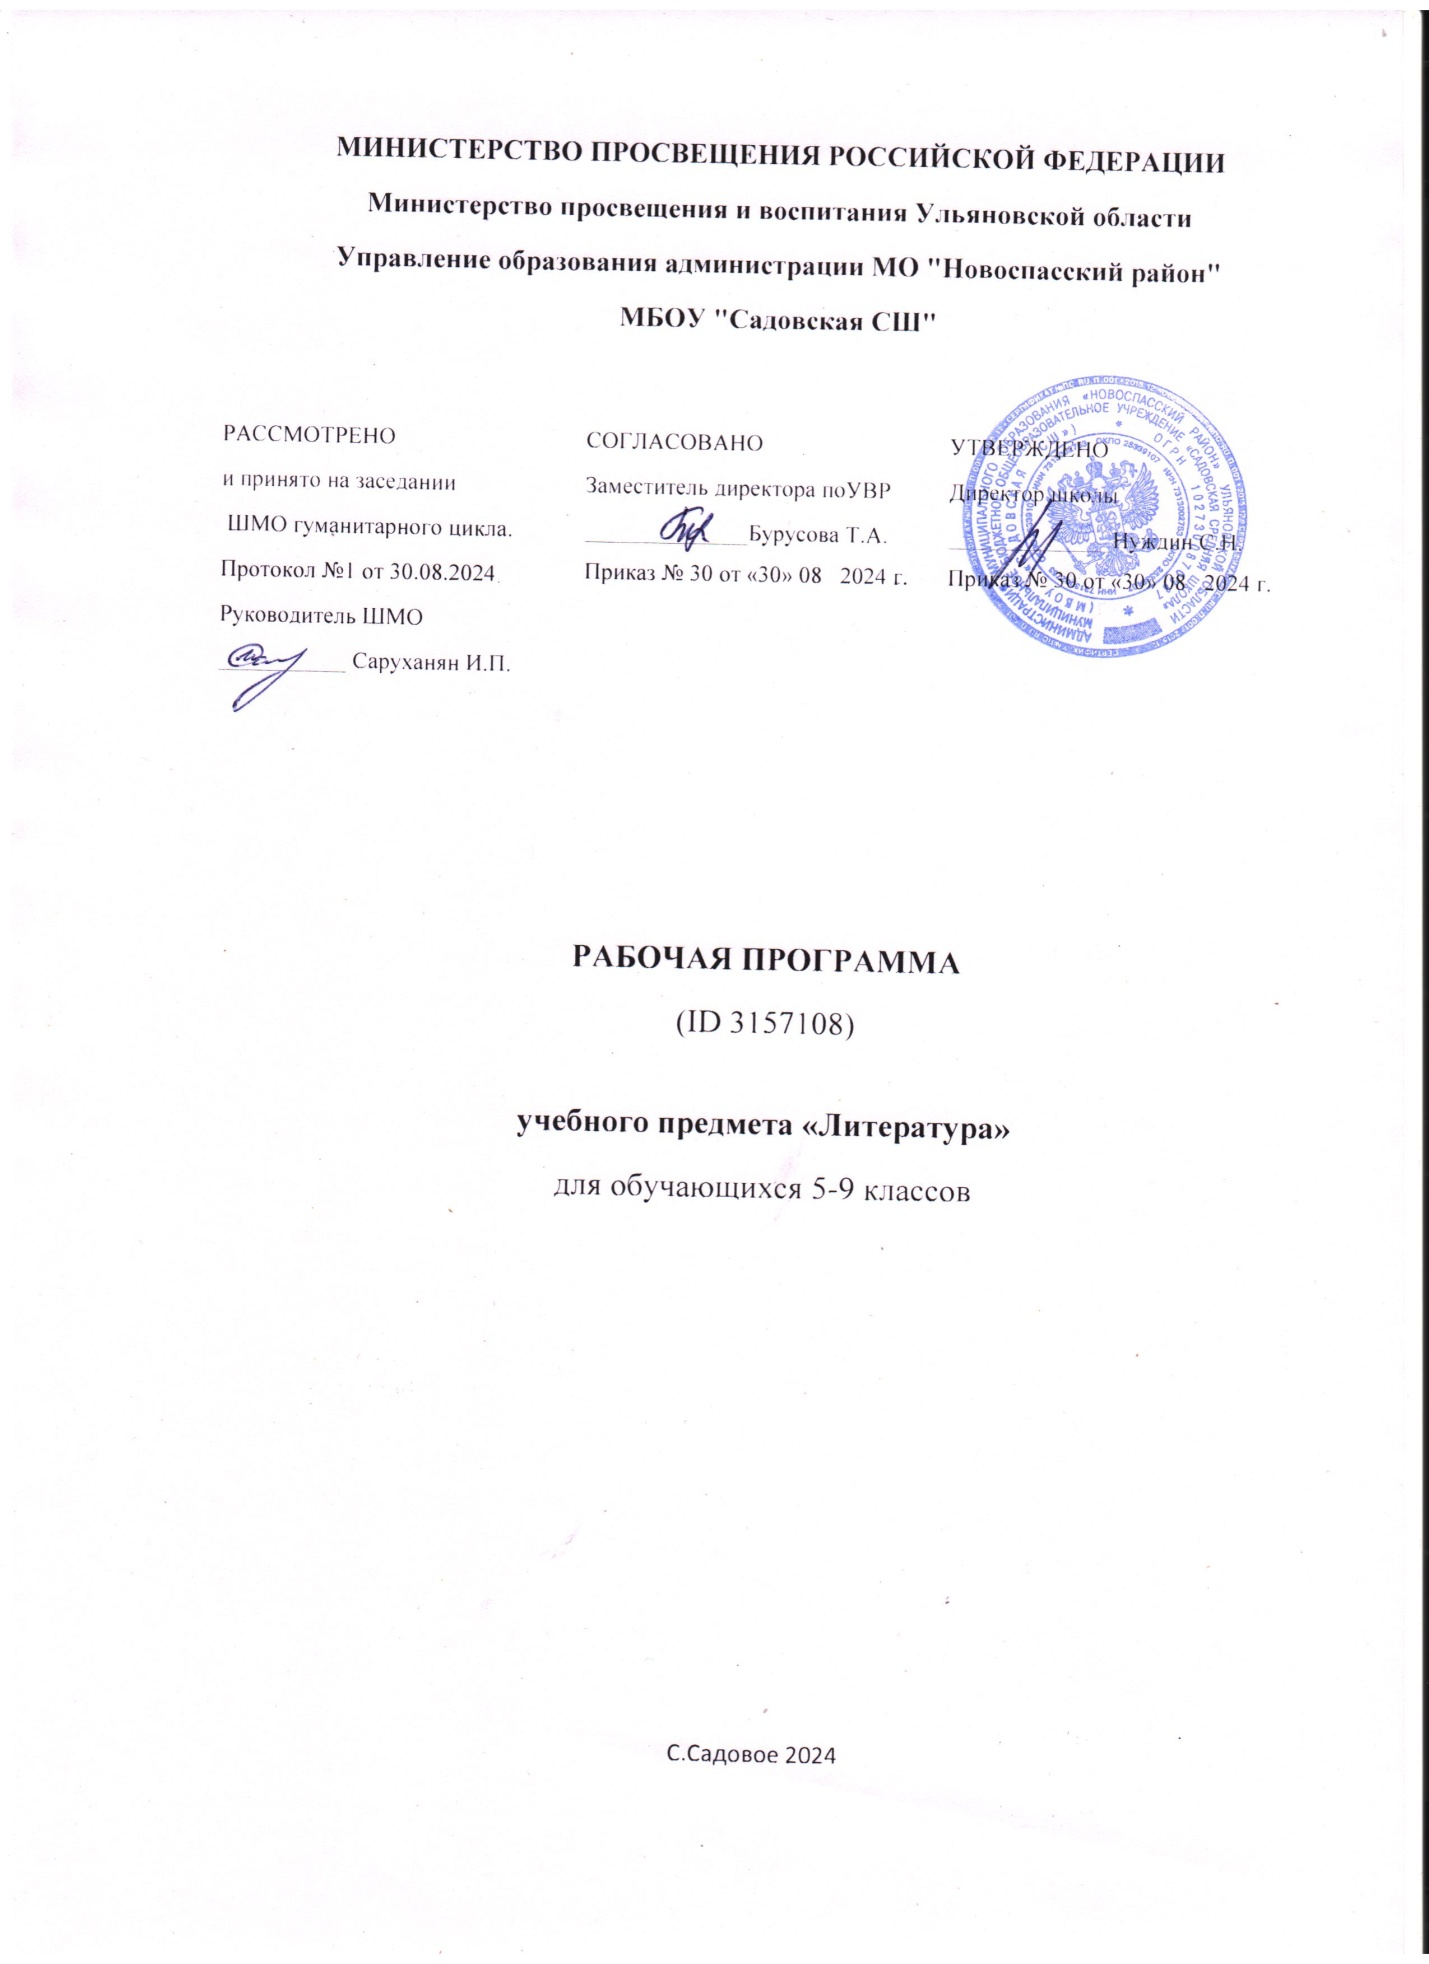 МИНИСТЕРСТВО ПРОСВЕЩЕНИЯ РОССИЙСКОЙ ФЕДЕРАЦИИ
Министерство просвещения и воспитания Ульяновской области
Управление образования администрации МО "Новоспасский район"
МБОУ "Садовская СШ"
РАССМОТРЕНО
и принято на заседании
ШМО гуманитарного цикла.
Протокол №1 от 30.08.2024
Руководитель ШМО
Саруханян И.П.
СОГЛАСОВАНО
Заместитель директора поУВР
Бурусова Т.А.
Приказ № 30 от «30» 08 2024 г.
УТВЕРЖДЕНО
Директор школы
Нуждин С.Н.
Приказ № 30 от «30» 08 2024 г.
РАБОЧАЯ ПРОГРАММА
(ID 3157108)
учебного предмета «Литература»
для обучающихся 5-9 классов
С.Садовое 2024